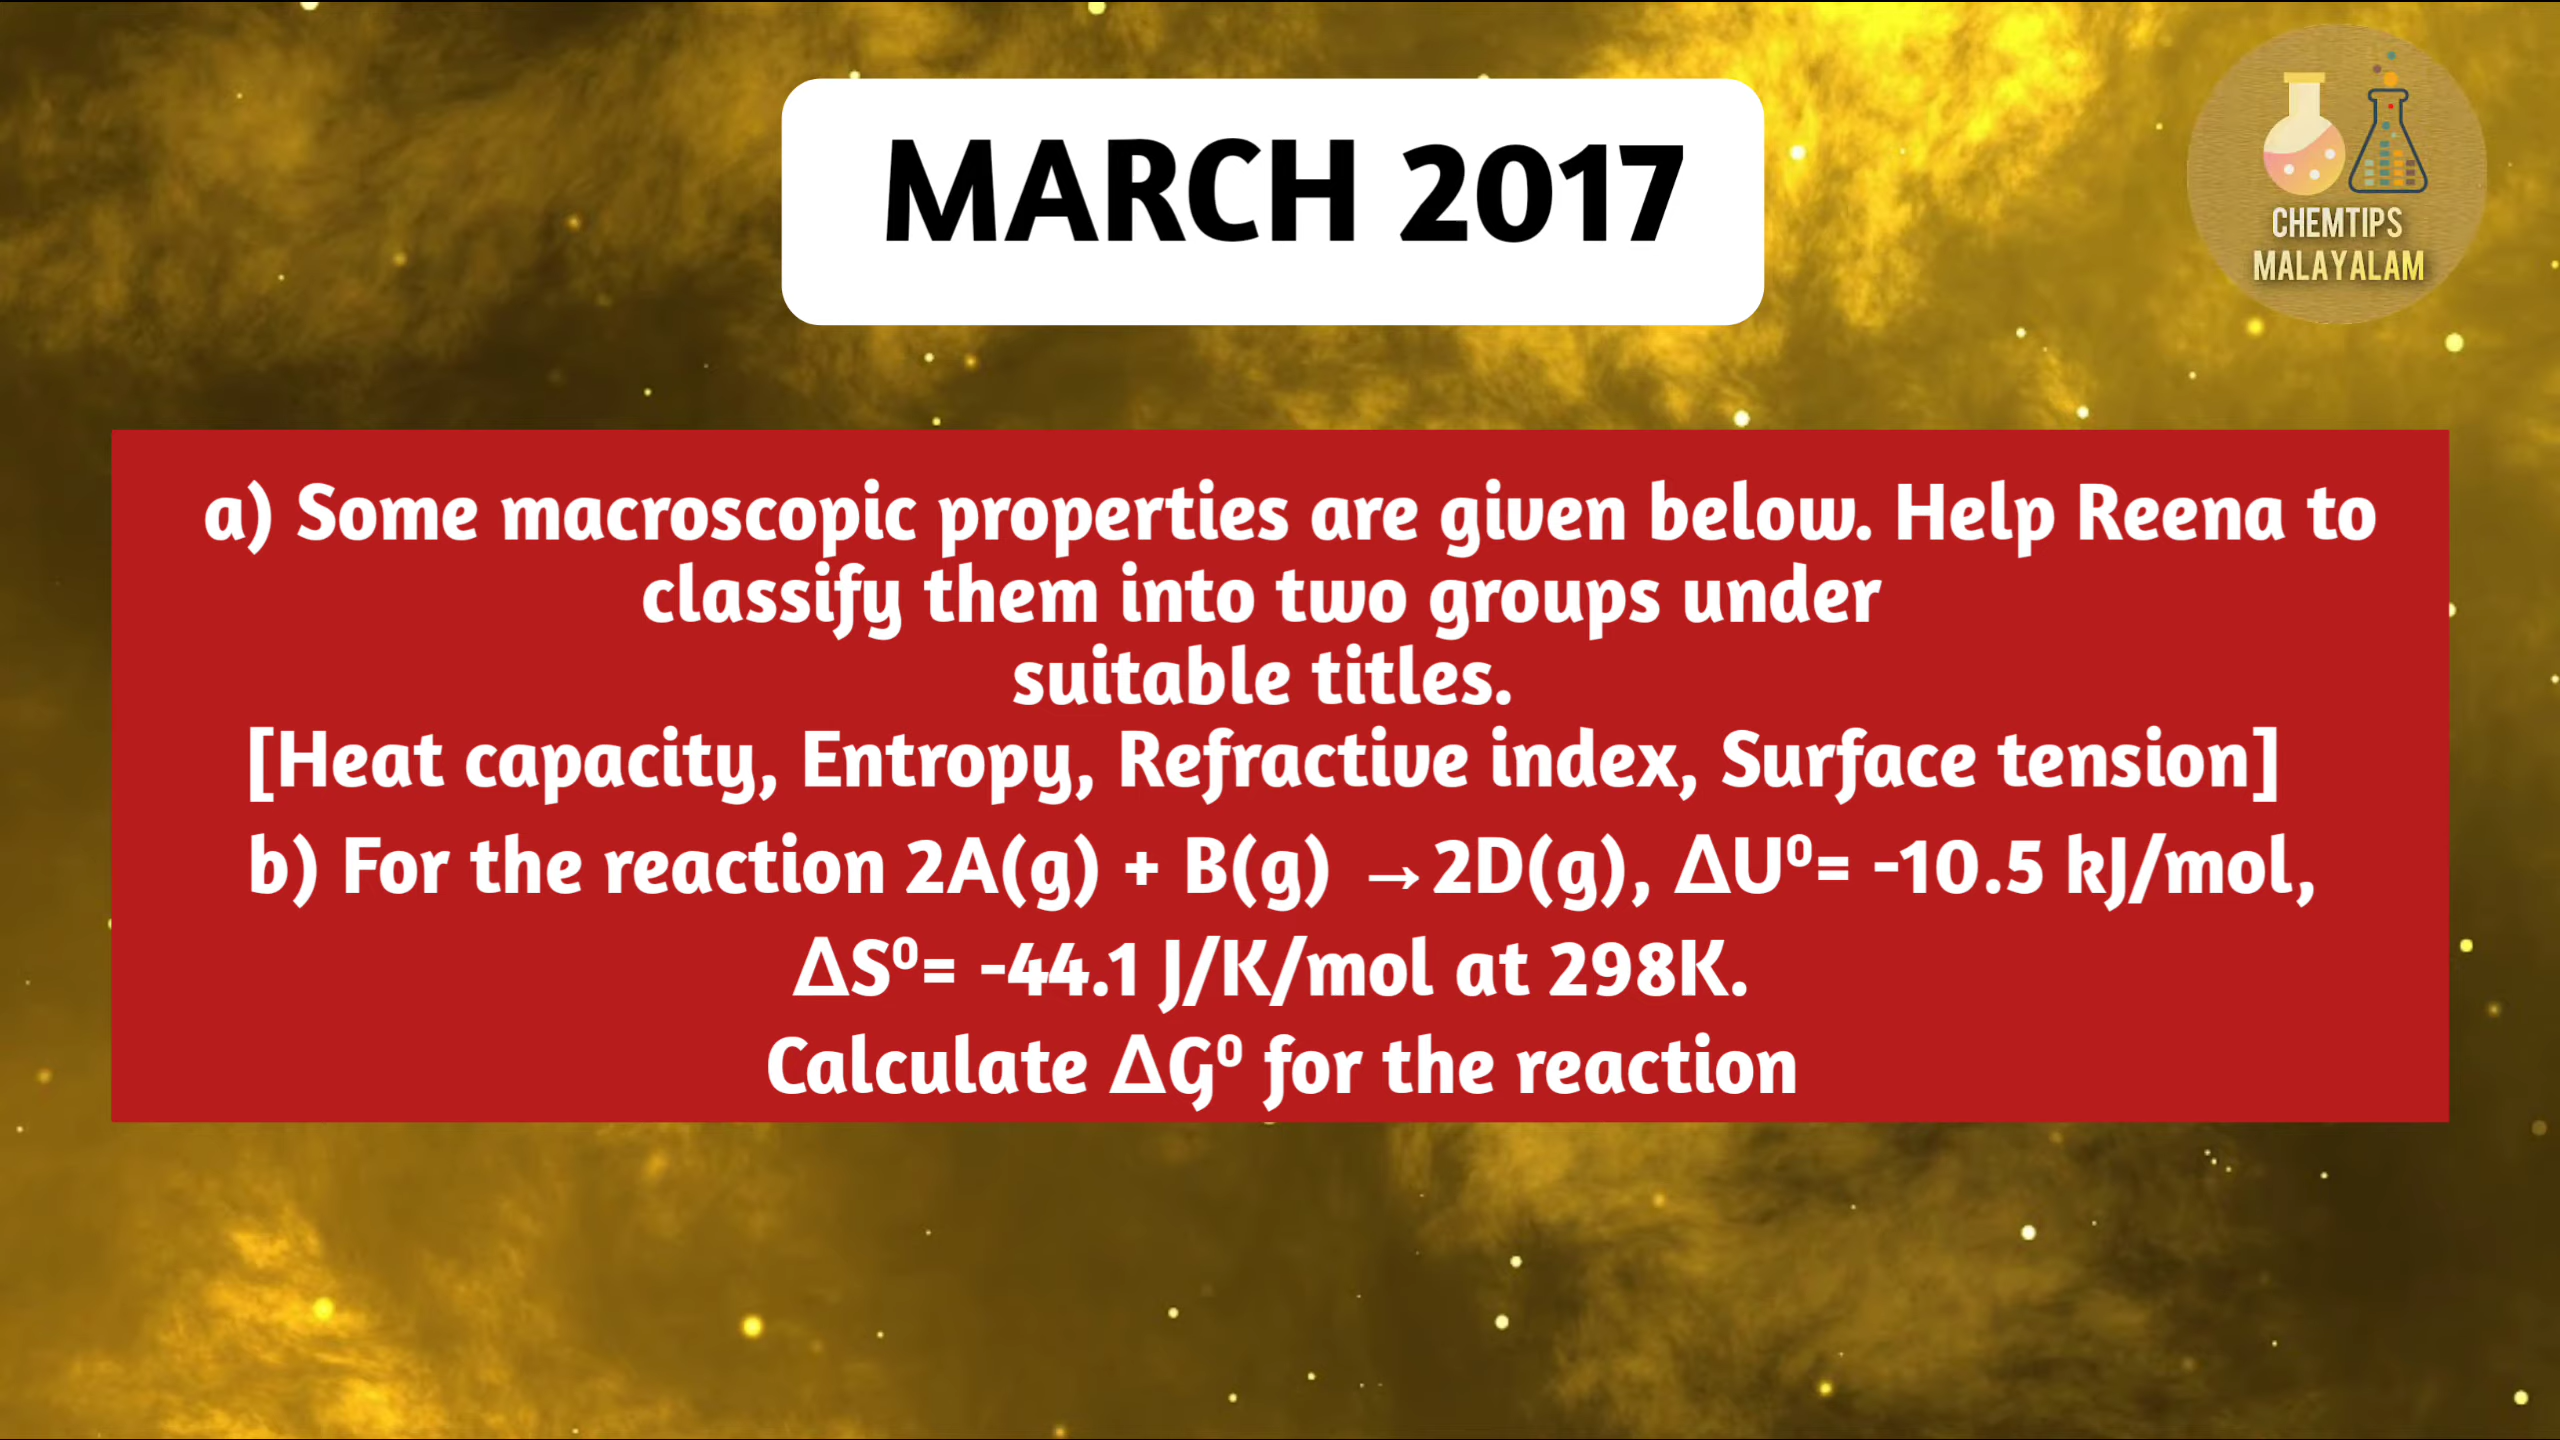 MARCH 2017
CHEMTIPS
MALAYALAM
a) Some macroscopic properties are given below. Help Reena to
classify them into two groups under
suitable titles.
[Heat capacity, Entropy, Refractive index, Surface tension]
b) For the reaction 2A(g) + B(g) →2D(g), ΔU⁰= -10.5 kJ/mol,
ΔS⁰= -44.1 J/K/mol at 298K.
Calculate ΔG⁰ for the reaction